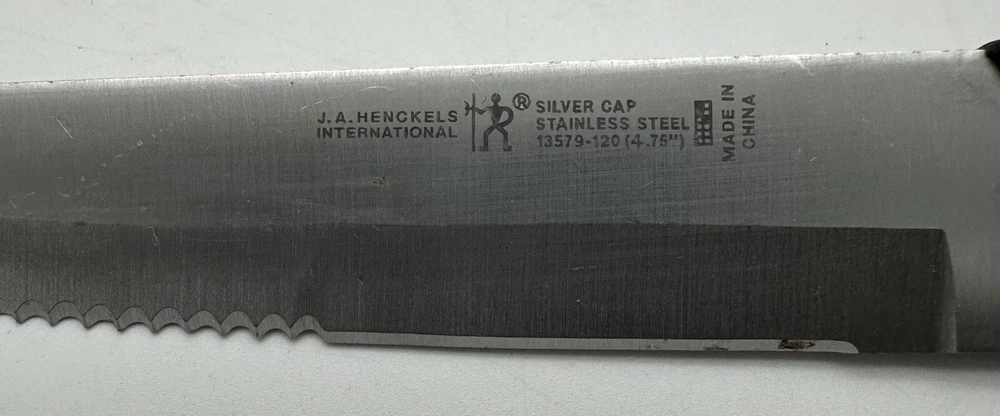 J.A.HENCKELS
INTERNATIONAL
®
SILVER CAP
STAINLESS STEEL
13579-120 (4.75")
MADE IN
CHINA